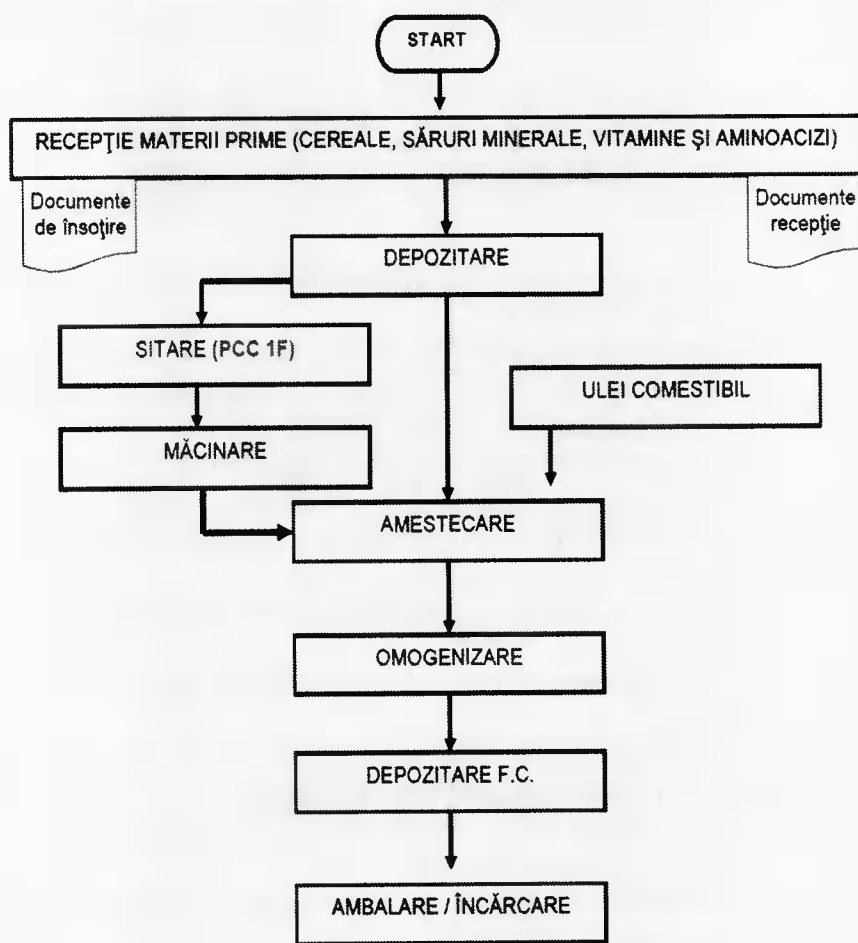 START
RECEPŢIE MATERII PRIME (CEREALE, SĂRURI MINERALE, VITAMINE ŞI AMINOACIZI)
Documente
de însoţire
Documente
recepţie
DEPOZITARE
SITARE (PCC 1F)
ULEI COMESTIBIL
MĂCINARE
AMESTECARE
OMOGENIZARE
DEPOZITARE F.C.
AMBALARE / ÎNCĂRCARE